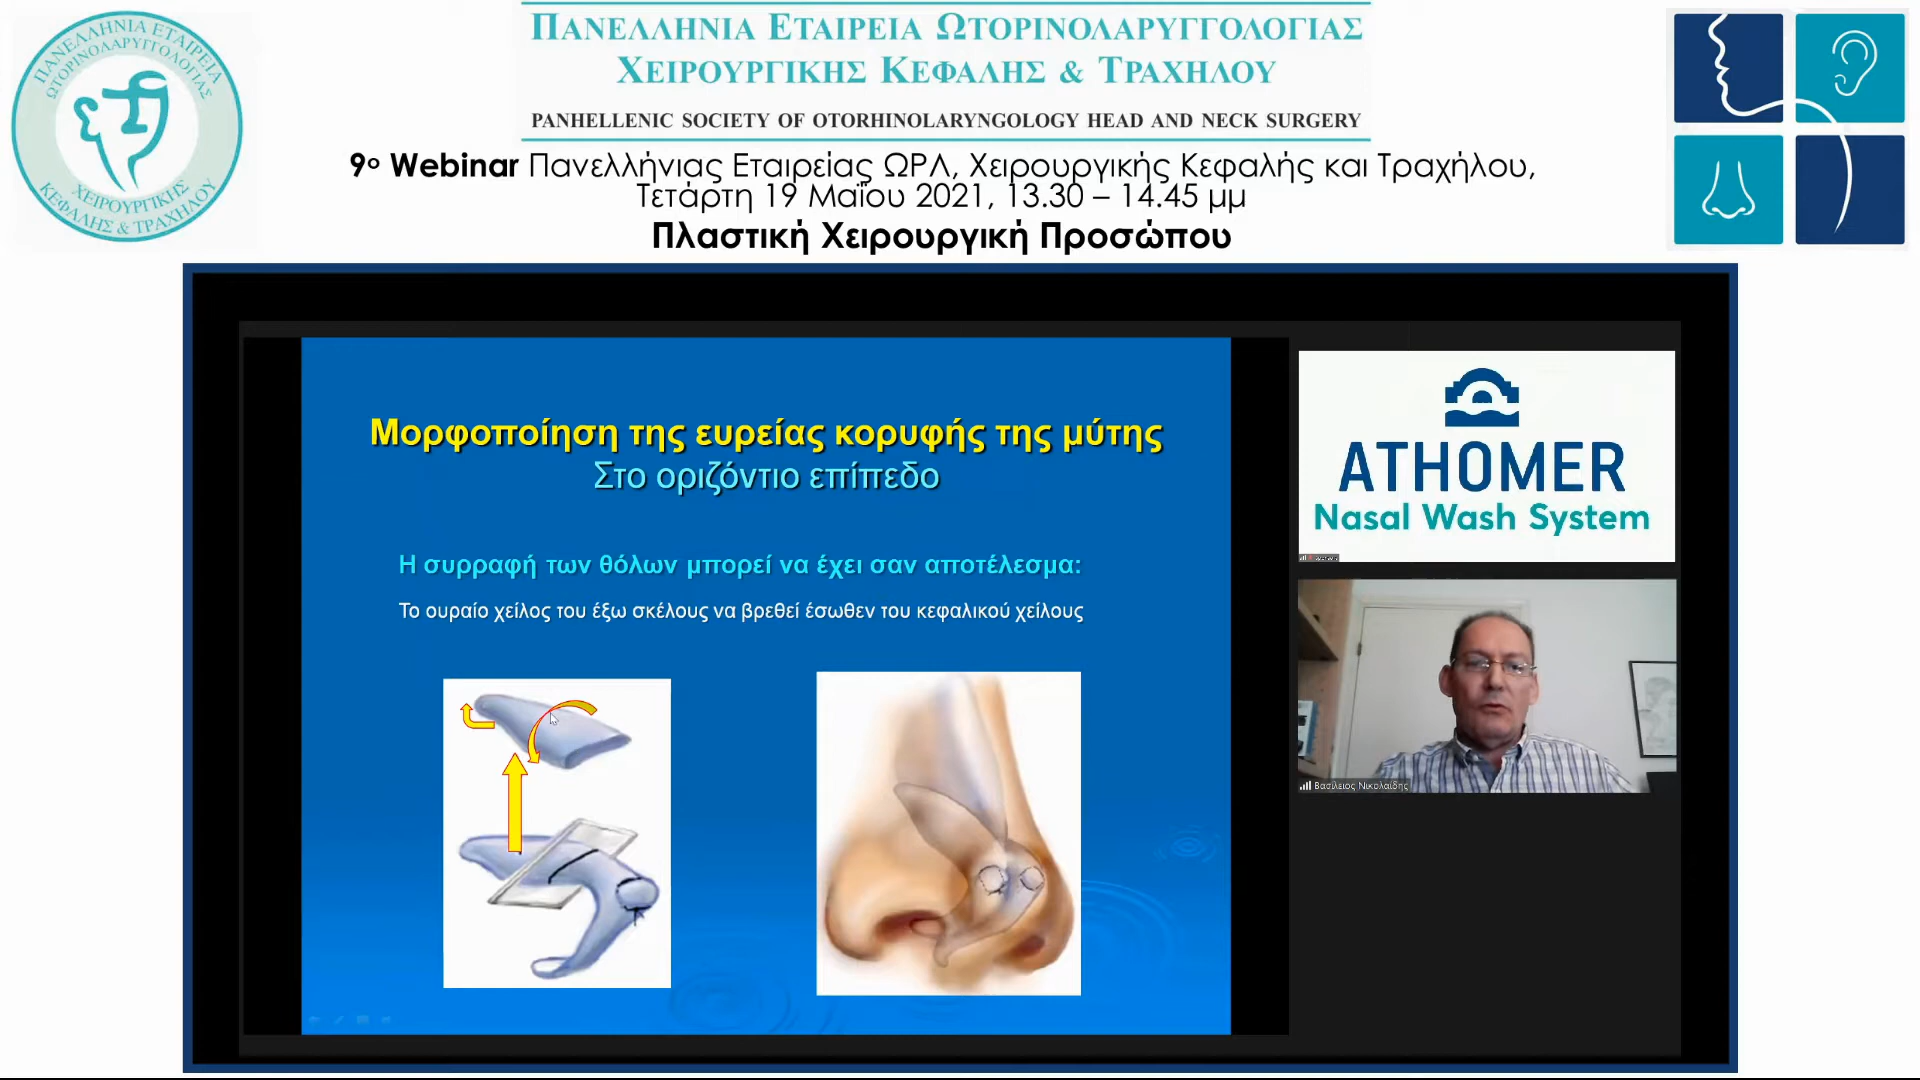 ΠΑΝΕΛΛΗΝΙΑ ΕΤΑΙΡΕΙΑ ΩΤΟΡΙΝΟΛΑΡΥΓΓΟΛΟΓΙΑΣ
ΧΕΙΡΟΥΡΓΙΚΗΣ ΚΕΦΑΛΗΣ & ΤΡΑΧΗΛΟΥ
ΠΑΝΕΛΛΗΝΙΑ ΕΤΑΙΡΕΙΑ ΩΤΟΡΙΝΟΛΑΡΥΓΓΟΛΟΓΙΑΣ
ΧΕΙΡΟΥΡΓΙΚΗΣ ΚΕΦΑΛΗΣ & ΤΡΑΧΗΛΟΥ
PANHELLENIC SOCIETY OF OTORHINOLARYNGOLOGY HEAD AND NECK SURGERY
9ο Webinar Πανελλήνιας Εταιρείας ΩΡΛ, Χειρουργικής Κεφαλής και Τραχήλου,
Τετάρτη 19 Μαΐου 2021, 13.30 – 14.45 μμ
Πλαστική Χειρουργική Προσώπου
Μορφοποίηση της ευρείας κορυφής της μύτης
Στο οριζόντιο επίπεδο
Η συρραφή των θόλων μπορεί να έχει σαν αποτέλεσμα:
Το ουραίο χείλος του έξω σκέλους να βρεθεί έσωθεν του κεφαλικού χείλους
ATHOMER
Nasal Wash System
Βασίλειος Νικολαΐδης